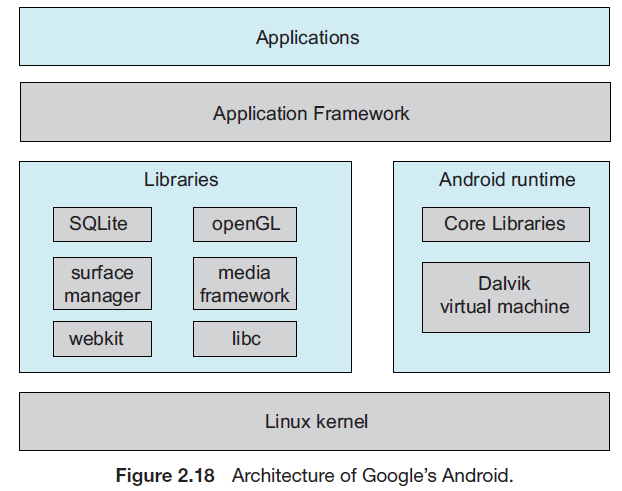 Applications
Application Framework
Libraries
SQLite
openGL
surface
manager
media
framework
webkit
libc
Android runtime
Core Libraries
Dalvik
virtual machine
Linux kernel
Figure 2.18 Architecture of Google’s Android.